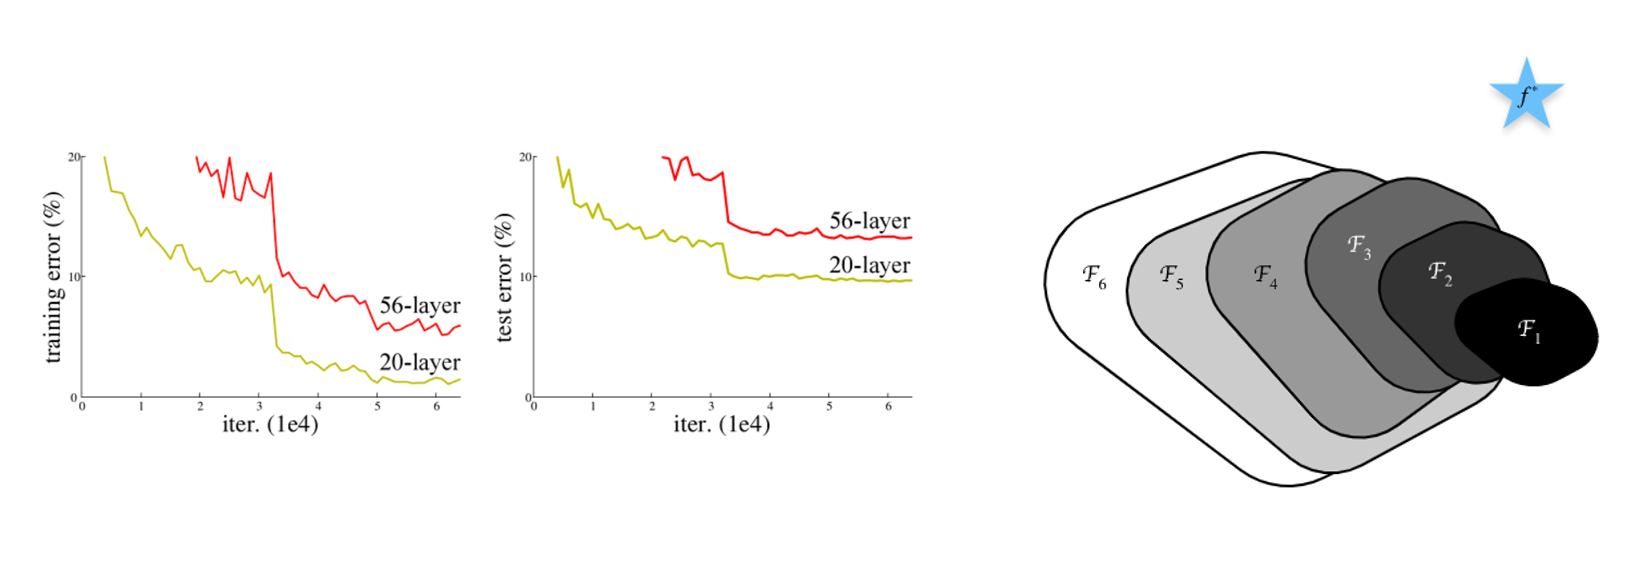 training error (%)
20
10
0
0 1 2 3 4 5 6
iter. (1e4)
56-layer
20-layer
test error (%)
20
10
0
0 1 2 3 4 5 6
iter. (1e4)
56-layer
20-layer
f*
ℱ6
ℱ5
ℱ4
ℱ3
ℱ2
ℱ1